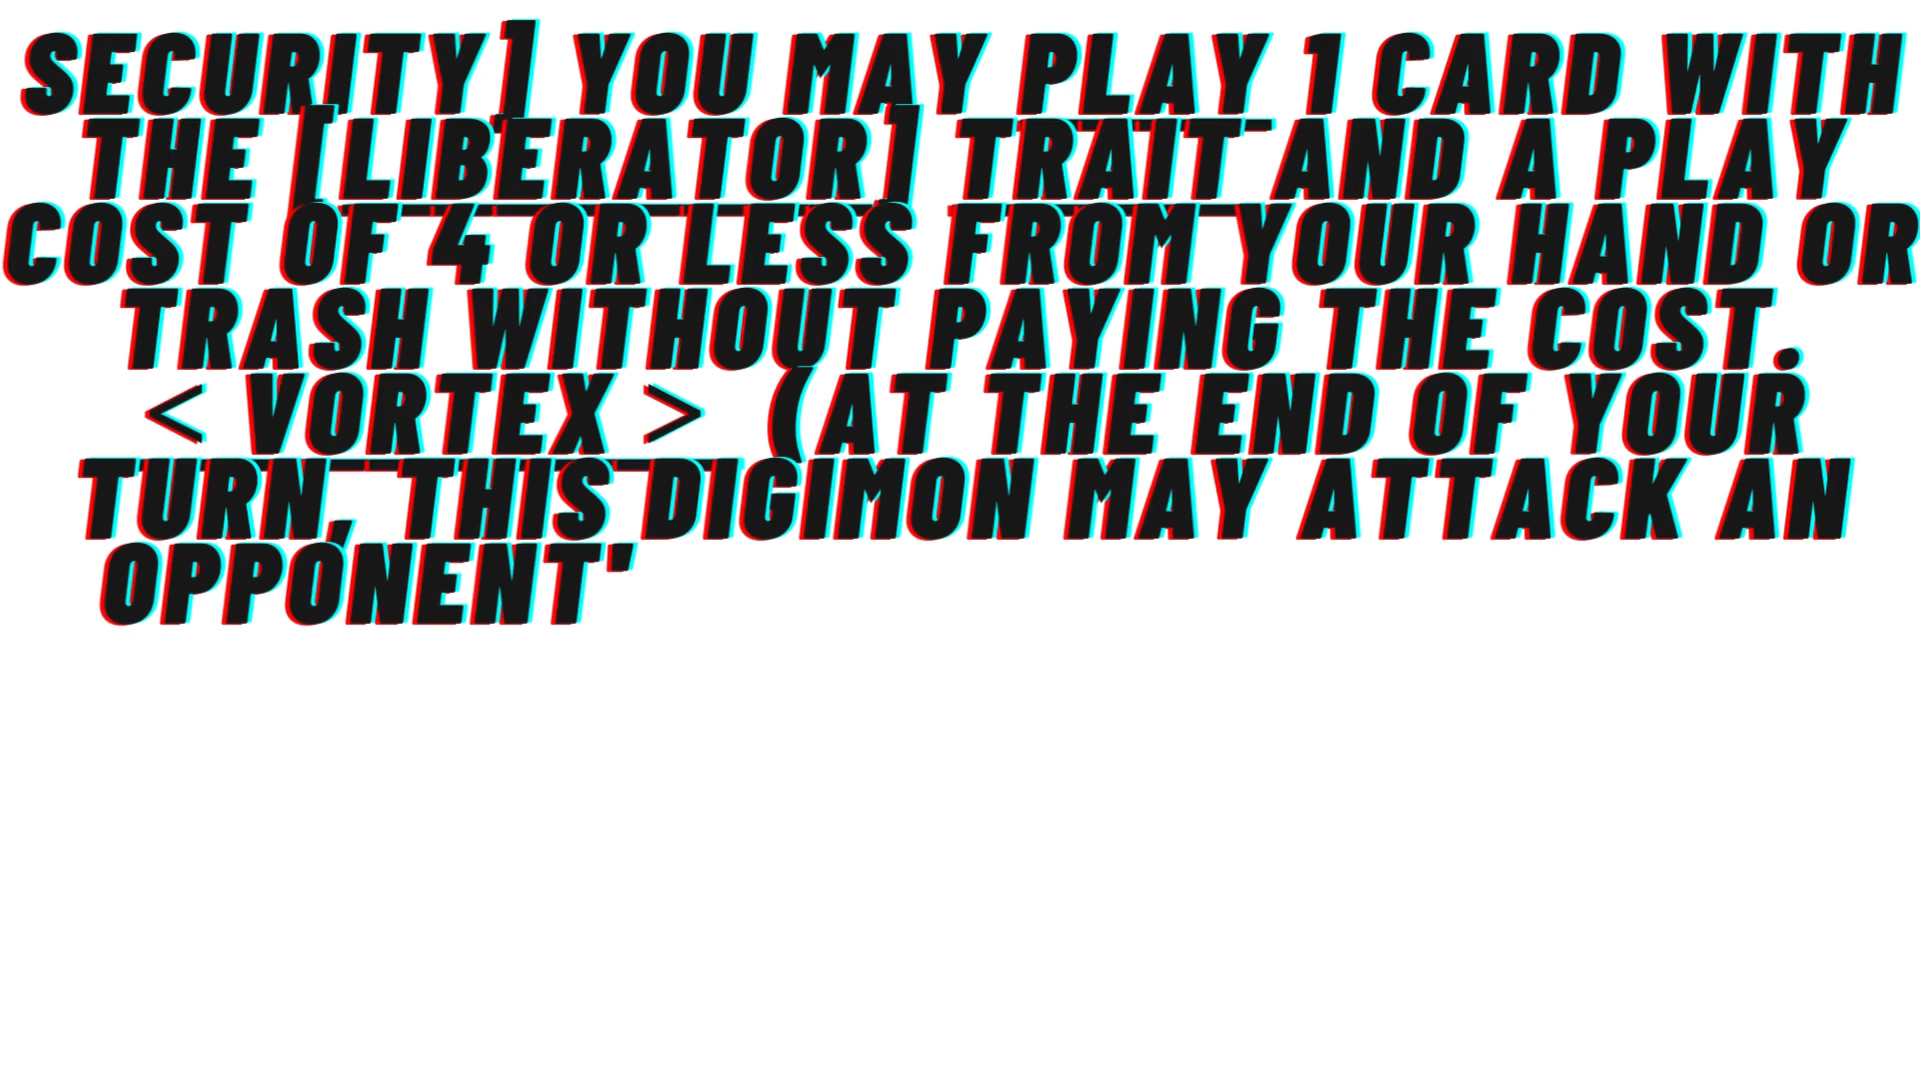 SECURITY] YOU MAY PLAY 1 CARD WITH
THE [LIBERATOR] TRAIT AND A PLAY
COST OF 4 OR LESS FROM YOUR HAND OR
TRASH WITHOUT PAYING THE COST.
< VORTEX > (AT THE END OF YOUR
TURN, THIS DIGIMON MAY ATTACK AN
OPPONENT'